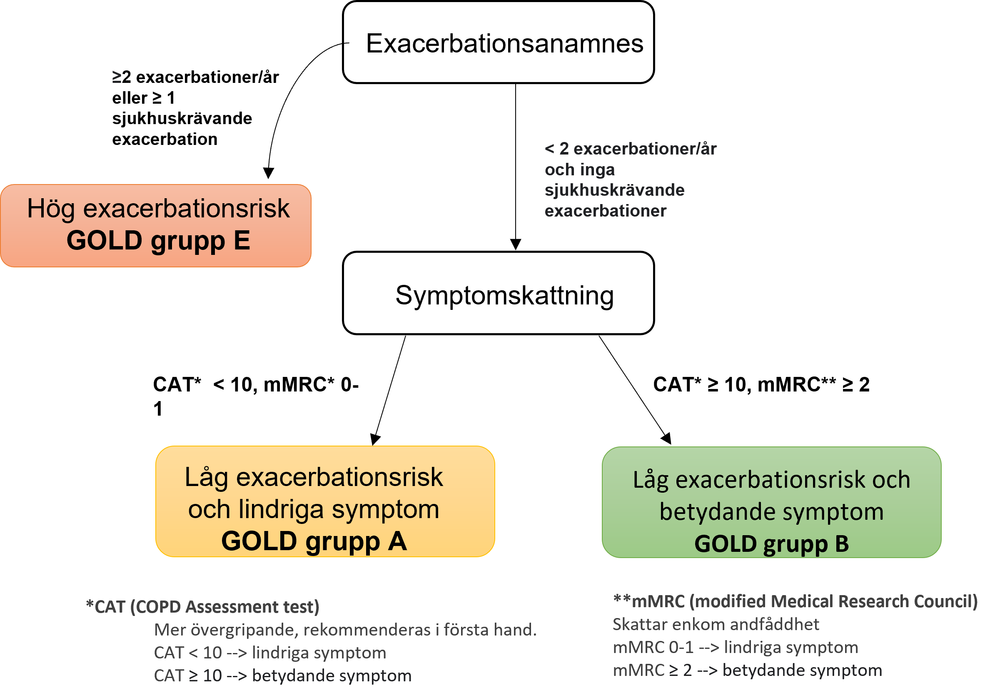 Exacerbationsanamnes
≥2 exacerbationer/år
eller ≥ 1
sjukhuskrävande
exacerbation
< 2 exacerbationer/år
och inga
sjukhuskrävande
exacerbationer
Hög exacerbationsrisk
GOLD grupp E
Symptomskattning
CAT*  < 10, mMRC* 0-
1
CAT* ≥ 10, mMRC** ≥ 2
Låg exacerbationsrisk
och lindriga symptom
GOLD grupp A
Låg exacerbationsrisk och
betydande symptom
GOLD grupp B
*CAT (COPD Assessment test)
Mer övergripande, rekommenderas i första hand.
CAT < 10 --> lindriga symptom
CAT ≥ 10 --> betydande symptom
**mMRC (modified Medical Research Council)
Skattar enkom andfåddhet
mMRC 0-1 --> lindriga symptom
mMRC ≥ 2 --> betydande symptom